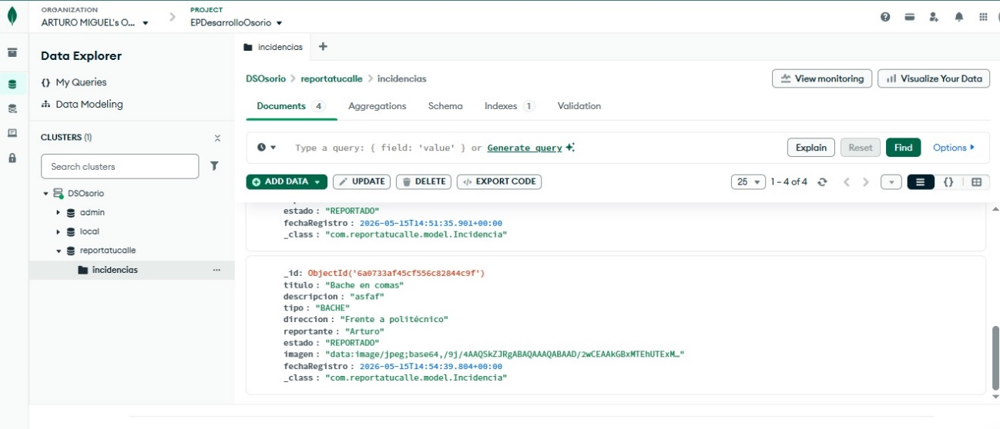 ORGANIZATION
ARTURO MIGUEL's O...
PROJECT
EPDesarrolloOsorio
Data Explorer
My Queries
Data Modeling
CLUSTERS (1)
Search clusters
DSOsorio
admin
local
reportatucalle
incidencias
incidencias
DSOsorio > reportatucalle > incidencias
View monitoring
Visualize Your Data
Documents 4
Aggregations
Schema
Indexes 1
Validation
Type a query: { field: 'value' } or Generate query
Explain
Reset
Find
Options
ADD DATA
UPDATE
DELETE
EXPORT CODE
25
1 – 4 of 4
estado : "REPORTADO"
fechaRegistro : 2026-05-15T14:51:35.901+00:00
_class : "com.reportatucalle.model.Incidencia"
_id: ObjectId('6a0733af45cf556c82844c9f')
titulo : "Bache en comas"
descripcion : "asfaf"
tipo : "BACHE"
direccion : "Frente a politécnico"
reportante : "Arturo"
estado : "REPORTADO"
imagen : "data:image/jpeg;base64,/9j/4AAQSkZJRgABAQAAAQABAAD/2wCEAAkGBxMTEhUTExM…"
fechaRegistro : 2026-05-15T14:54:39.804+00:00
_class : "com.reportatucalle.model.Incidencia"